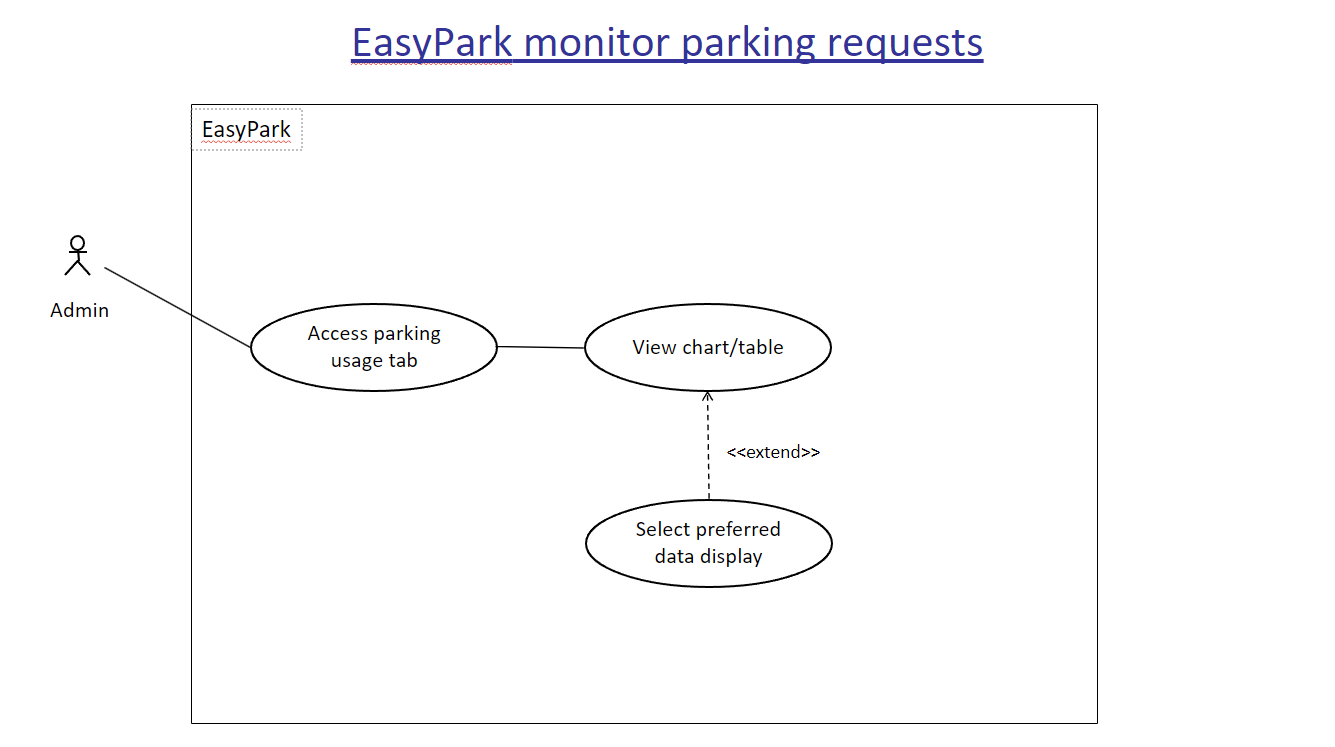 EasyPark monitor parking requests
EasyPark
Admin
Access parking
usage tab
View chart/table
<<extend>>
Select preferred
data display